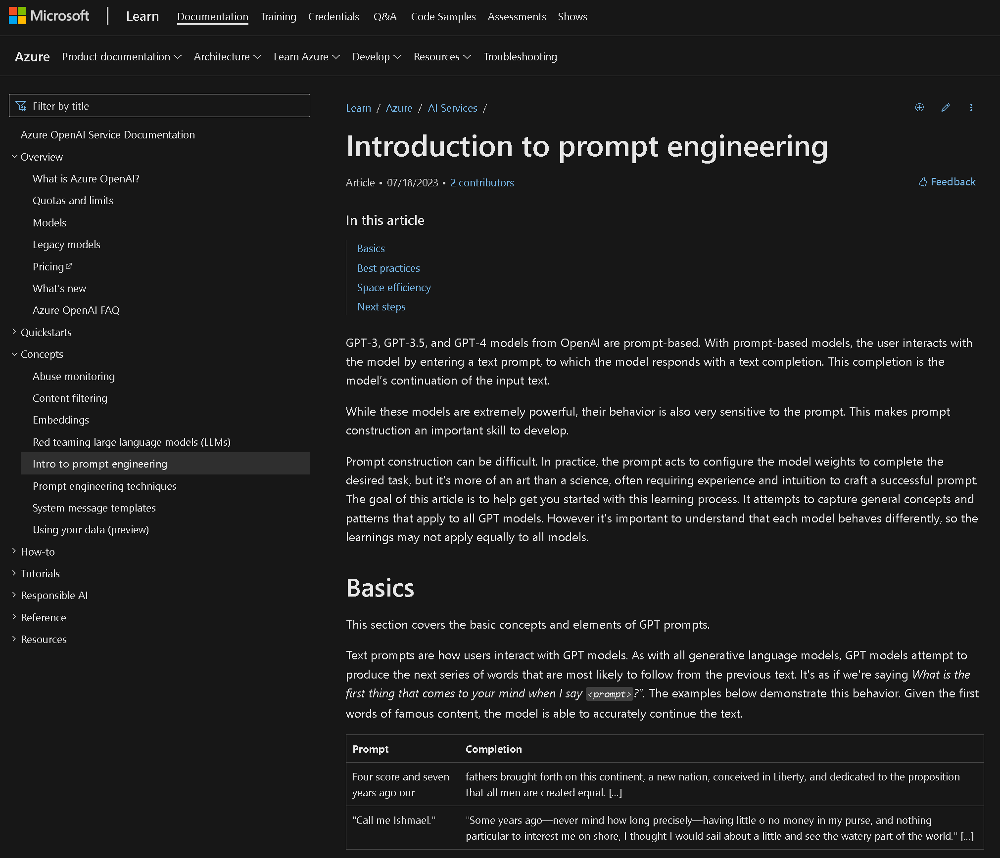 Microsoft
Learn
Documentation Training Credentials Q&A Code Samples Assessments Shows
Azure Product documentation Architecture Learn Azure Develop Resources Troubleshooting
Filter by title
Azure OpenAI Service Documentation
Overview
What is Azure OpenAI?
Quotas and limits
Models
Legacy models
Pricing
What's new
Azure OpenAI FAQ
Quickstarts
Concepts
Abuse monitoring
Content filtering
Embeddings
Red teaming large language models (LLMs)
Intro to prompt engineering
Prompt engineering techniques
System message templates
Using your data (preview)
How-to
Tutorials
Responsible AI
Reference
Resources
Learn / Azure / AI Services /
Introduction to prompt engineering
Article • 07/18/2023 • 2 contributors
Feedback
In this article
Basics
Best practices
Space efficiency
Next steps
GPT-3, GPT-3.5, and GPT-4 models from OpenAI are prompt-based. With prompt-based models, the user interacts with
the model by entering a text prompt, to which the model responds with a text completion. This completion is the
model’s continuation of the input text.
While these models are extremely powerful, their behavior is also very sensitive to the prompt. This makes prompt
construction an important skill to develop.
Prompt construction can be difficult. In practice, the prompt acts to configure the model weights to complete the
desired task, but it's more of an art than a science, often requiring experience and intuition to craft a successful prompt.
The goal of this article is to help get you started with this learning process. It attempts to capture general concepts and
patterns that apply to all GPT models. However it's important to understand that each model behaves differently, so the
learnings may not apply equally to all models.
Basics
This section covers the basic concepts and elements of GPT prompts.
Text prompts are how users interact with GPT models. As with all generative language models, GPT models attempt to
produce the next series of words that are most likely to follow from the previous text. It's as if we're saying What is the
first thing that comes to your mind when I say <prompt>?”. The examples below demonstrate this behavior. Given the first
words of famous content, the model is able to accurately continue the text.
Prompt Completion
Four score and seven
years ago our
fathers brought forth on this continent, a new nation, conceived in Liberty, and dedicated to the proposition
that all men are created equal. […]
"Call me Ishmael."
"Some years ago—never mind how long precisely—having little o no money in my purse, and nothing
particular to interest me on shore, I thought I would sail about a little and see the watery part of the world." […]